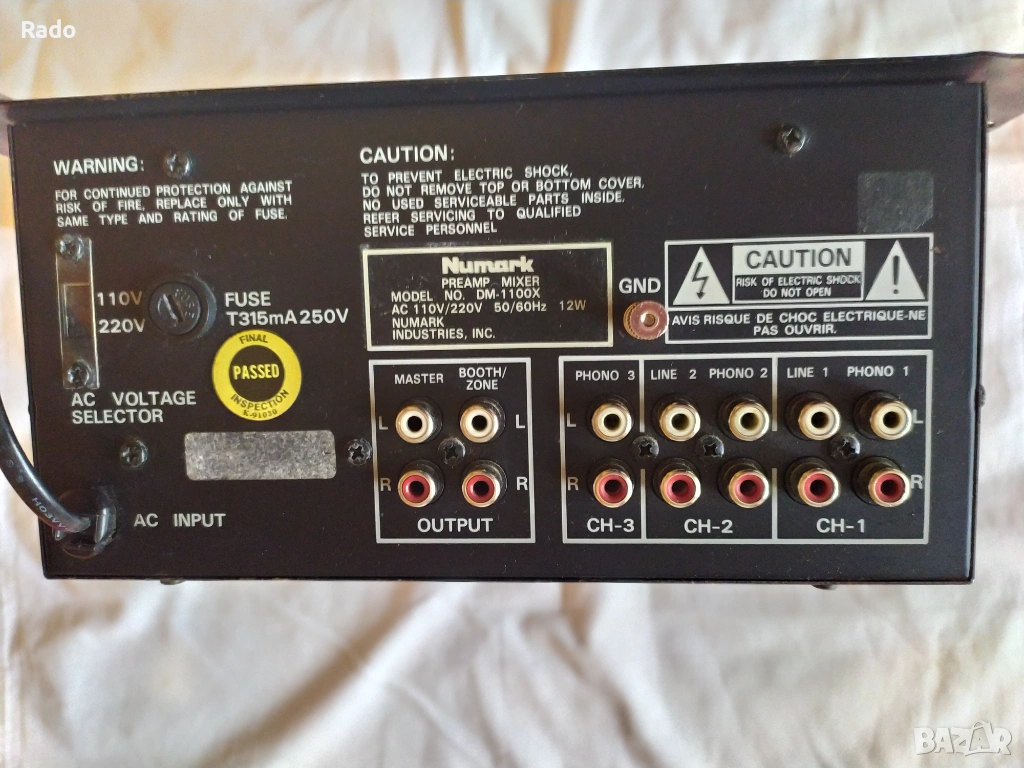 Rado
WARNING:
FOR CONTINUED PROTECTION AGAINST
RISK OF FIRE, REPLACE ONLY WITH
SAME TYPE AND RATING OF FUSE.
CAUTION:
TO PREVENT ELECTRIC SHOCK,
DO NOT REMOVE TOP OR BOTTOM COVER.
NO USED SERVICEABLE PARTS INSIDE.
REFER SERVICING TO QUALIFIED
SERVICE PERSONNEL
110V
220V
FUSE
T315mA 250V
FINAL
PASSED
INSPECTION
K-91030
AC VOLTAGE
SELECTOR
AC INPUT
Numark
PREAMP MIXER
MODEL NO. DM-1100X
AC 110V/220V 50/60Hz 12W
NUMARK
INDUSTRIES, INC.
GND
CAUTION
RISK OF ELECTRIC SHOCK
DO NOT OPEN
AVIS RISQUE DE CHOC ELECTRIQUE-NE
PAS OUVRIR.
MASTER BOOTH/
ZONE
L L
R R
OUTPUT
PHONO 3 LINE 2 PHONO 2 LINE 1 PHONO 1
L L
R R
CH-3 CH-2 CH-1
BAZAR